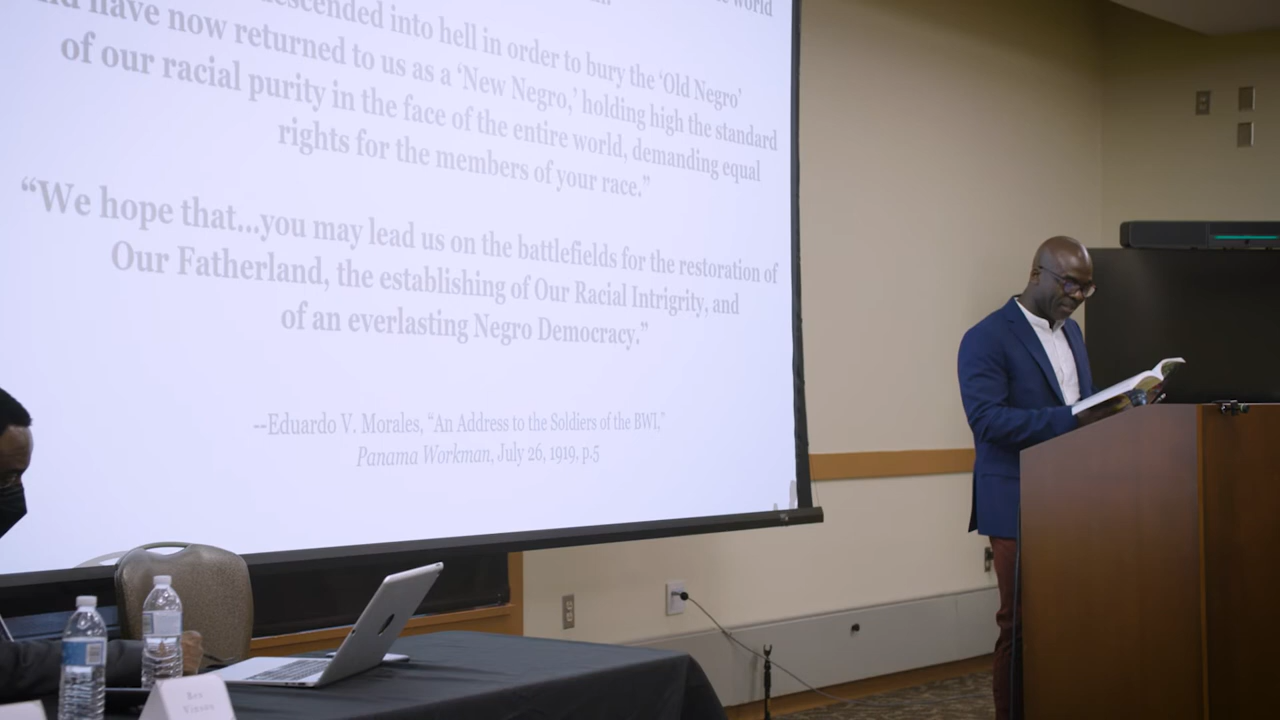 world
descended into hell in order to bury the 'Old Negro'
and have now returned to us as a 'New Negro,' holding high the standard
of our racial purity in the face of the entire world, demanding equal
rights for the members of your race."
"We hope that...you may lead us on the battlefields for the restoration of
Our Fatherland, the establishing of Our Racial Intrigrity, and
of an everlasting Negro Democracy."
--Eduardo V. Morales, "An Address to the Soldiers of the BWI,"
Panama Workman, July 26, 1919, p.5
Ben
Vinson